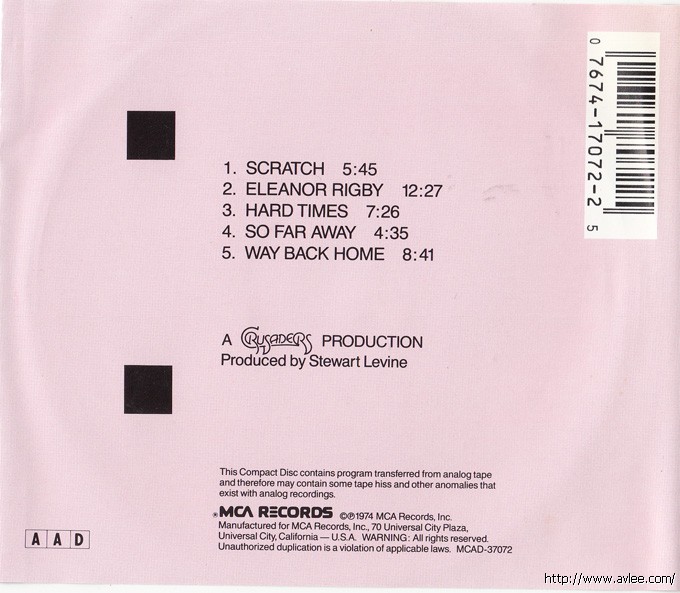 0 7674-17072-2 5
1. SCRATCH 5:45
2. ELEANOR RIGBY 12:27
3. HARD TIMES 7:26
4. SO FAR AWAY 4:35
5. WAY BACK HOME 8:41
A CRUSADERS PRODUCTION
Produced by Stewart Levine
This Compact Disc contains program transferred from analog tape
and therefore may contain some tape hiss and other anomalies that
exist with analog recordings.
MCA RECORDS ©℗1974 MCA Records, Inc.
Manufactured for MCA Records, Inc., 70 Universal City Plaza,
Universal City, California — U.S.A. WARNING: All rights reserved.
Unauthorized duplication is a violation of applicable laws. MCAD-37072
A A D
http://www.avlee.com/